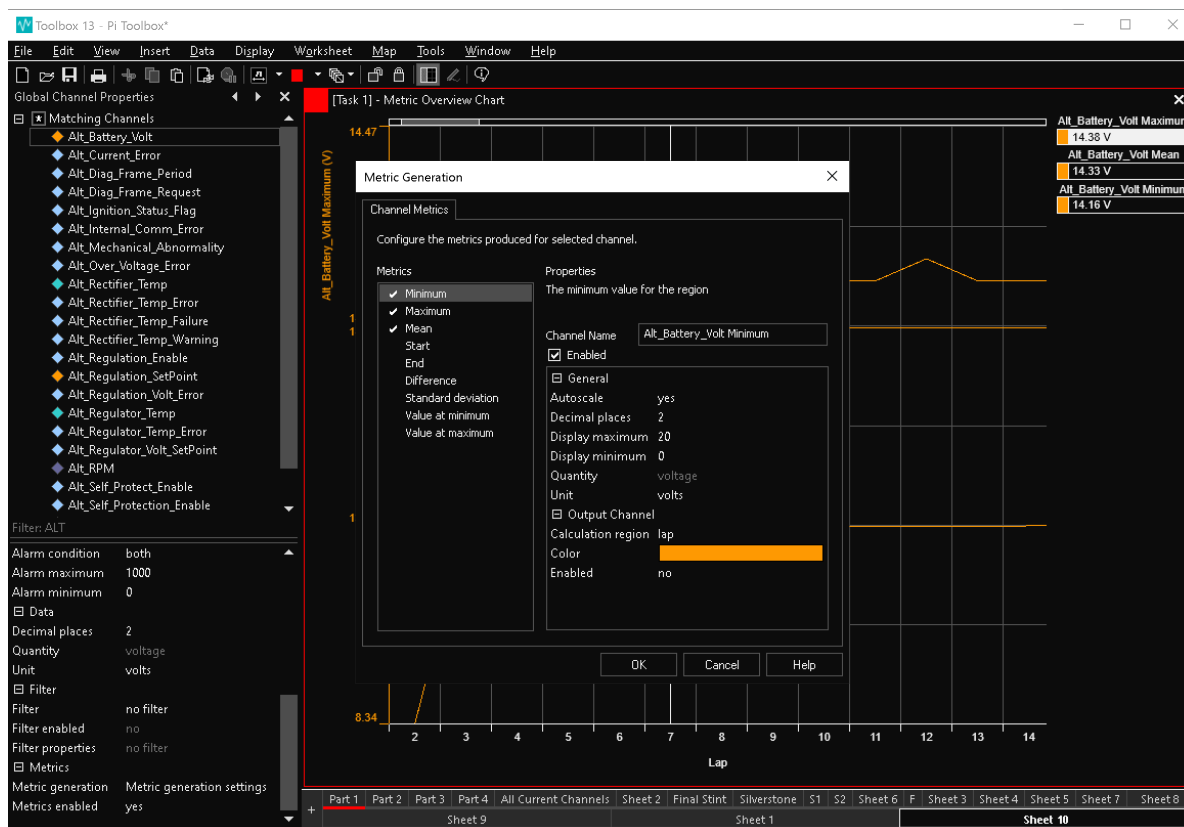 Toolbox 13 - Pi Toolbox*
File Edit View Insert Data Display Worksheet Map Tools Window Help
Global Channel Properties
Matching Channels
Alt_Battery_Volt
Alt_Current_Error
Alt_Diag_Frame_Period
Alt_Diag_Frame_Request
Alt_Ignition_Status_Flag
Alt_Internal_Comm_Error
Alt_Mechanical_Abnormality
Alt_Over_Voltage_Error
Alt_Rectifier_Temp
Alt_Rectifier_Temp_Error
Alt_Rectifier_Temp_Failure
Alt_Rectifier_Temp_Warning
Alt_Regulation_Enable
Alt_Regulation_SetPoint
Alt_Regulation_Volt_Error
Alt_Regulator_Temp
Alt_Regulator_Temp_Error
Alt_Regulator_Volt_SetPoint
Alt_RPM
Alt_Self_Protect_Enable
Alt_Self_Protection_Enable
Filter: ALT
Alarm condition both
Alarm maximum 1000
Alarm minimum 0
Data
Decimal places 2
Quantity voltage
Unit volts
Filter
Filter no filter
Filter enabled no
Filter properties no filter
Metrics
Metric generation Metric generation settings
Metrics enabled yes
[Task 1] - Metric Overview Chart
14.47
Alt_Battery_Volt Maximum (V)
1
1
1
8.34
2 3 4 5 6 7 8 9 10 11 12 13 14
Lap
Alt_Battery_Volt Maximum
14.38 V
Alt_Battery_Volt Mean
14.33 V
Alt_Battery_Volt Minimum
14.16 V
Metric Generation
Channel Metrics
Configure the metrics produced for selected channel.
Metrics
Minimum
Maximum
Mean
Start
End
Difference
Standard deviation
Value at minimum
Value at maximum
Properties
The minimum value for the region
Channel Name Alt_Battery_Volt Minimum
Enabled
General
Autoscale yes
Decimal places 2
Display maximum 20
Display minimum 0
Quantity voltage
Unit volts
Output Channel
Calculation region lap
Color
Enabled no
OK Cancel Help
+ Part 1 Part 2 Part 3 Part 4 All Current Channels Sheet 2 Final Stint Silverstone S1 S2 Sheet 6 F Sheet 3 Sheet 4 Sheet 5 Sheet 7 Sheet 8
Sheet 9 Sheet 1 Sheet 10